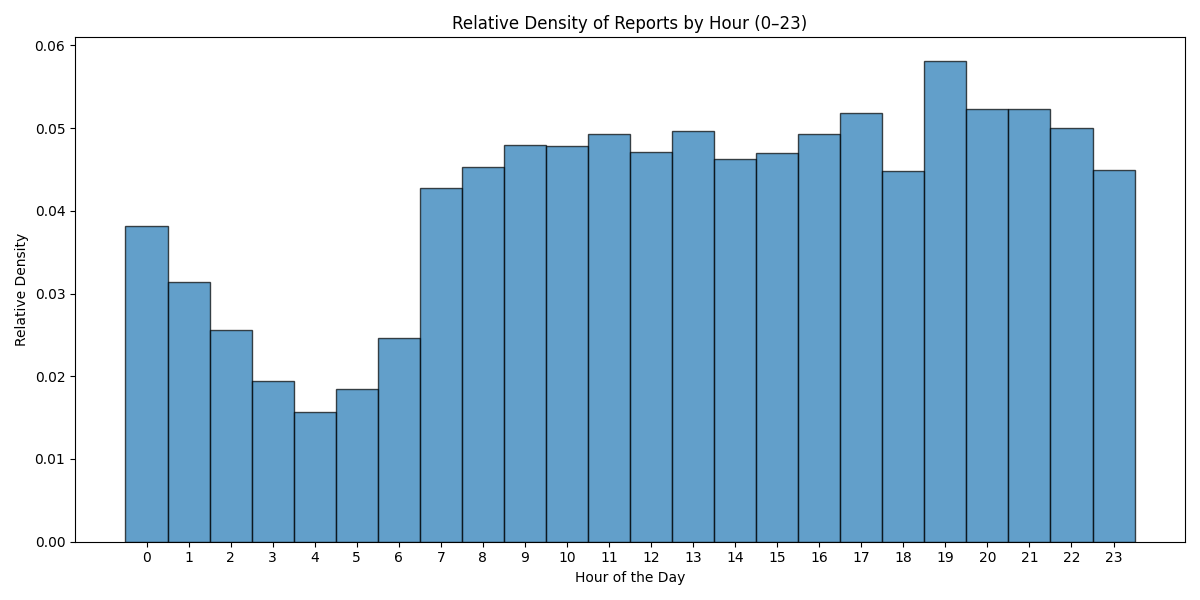 Relative Density of Reports by Hour (0–23)
0.06
0.05
0.04
0.03
0.02
0.01
0.00
Relative Density
0 1 2 3 4 5 6 7 8 9 10 11 12 13 14 15 16 17 18 19 20 21 22 23
Hour of the Day